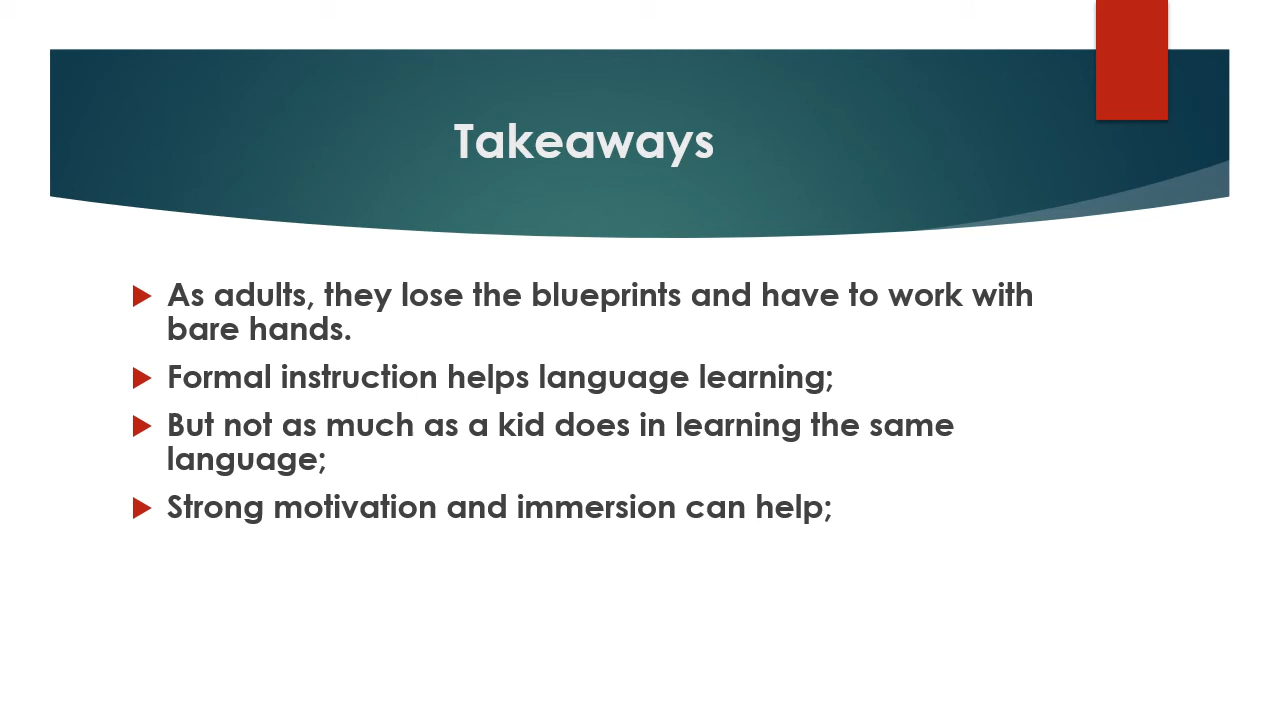 Takeaways
As adults, they lose the blueprints and have to work with
bare hands.
Formal instruction helps language learning;
But not as much as a kid does in learning the same
language;
Strong motivation and immersion can help;